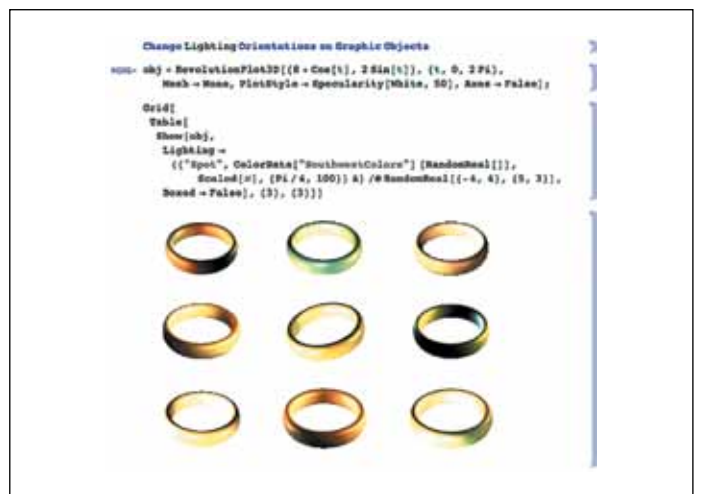 Change Lighting Orientations on Graphic Objects
obj = RevolutionPlot3D[{8 + Cos[t], 2 Sin[t]}, {t, 0, 2 Pi},
Mesh → None, PlotStyle → Specularity[White, 50], Axes → False];
Grid[
Table[
Show[obj,
Lighting →
({"Spot", ColorData["SouthwestColors"] [RandomReal[]],
Scaled[#], {Pi / 4, 100}} &) /@ RandomReal[{-4, 4}, {5, 3}],
Boxed → False], {3}, {3}]]